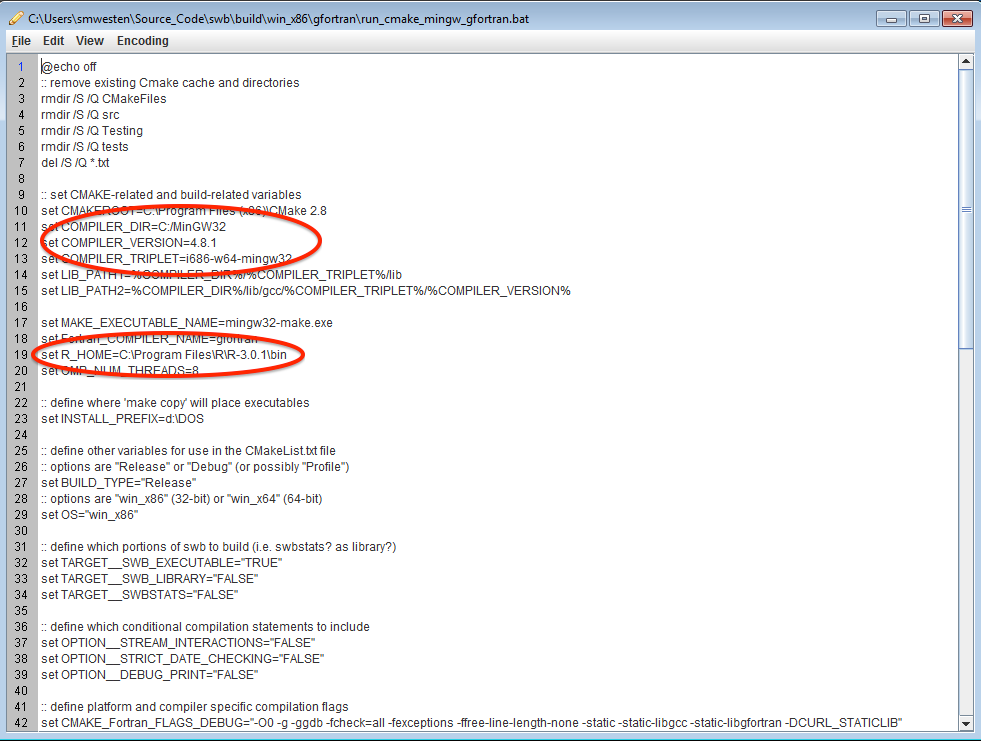 C:\Users\smwesten\Source_Code\swb\build\win_x86\gfortran\run_cmake_mingw_gfortran.bat
File Edit View Encoding
1 @echo off
2 :: remove existing Cmake cache and directories
3 rmdir /S /Q CMakeFiles
4 rmdir /S /Q src
5 rmdir /S /Q Testing
6 rmdir /S /Q tests
7 del /S /Q *.txt
8
9 :: set CMAKE-related and build-related variables
10 set CMAKEROOT=C:\Program Files (x86)\CMake 2.8
11 set COMPILER_DIR=C:/MinGW32
12 set COMPILER_VERSION=4.8.1
13 set COMPILER_TRIPLET=i686-w64-mingw32
14 set LIB_PATH1=%COMPILER_DIR%/%COMPILER_TRIPLET%/lib
15 set LIB_PATH2=%COMPILER_DIR%/lib/gcc/%COMPILER_TRIPLET%/%COMPILER_VERSION%
16
17 set MAKE_EXECUTABLE_NAME=mingw32-make.exe
18 set Fortran_COMPILER_NAME=gfortran
19 set R_HOME=C:\Program Files\R\R-3.0.1\bin
20 set OMP_NUM_THREADS=8
21
22 :: define where 'make copy' will place executables
23 set INSTALL_PREFIX=d:\DOS
24
25 :: define other variables for use in the CMakeList.txt file
26 :: options are "Release" or "Debug" (or possibly "Profile")
27 set BUILD_TYPE="Release"
28 :: options are "win_x86" (32-bit) or "win_x64" (64-bit)
29 set OS="win_x86"
30
31 :: define which portions of swb to build (i.e. swbstats? as library?)
32 set TARGET__SWB_EXECUTABLE="TRUE"
33 set TARGET__SWB_LIBRARY="FALSE"
34 set TARGET__SWBSTATS="FALSE"
35
36 :: define which conditional compilation statements to include
37 set OPTION__STREAM_INTERACTIONS="FALSE"
38 set OPTION__STRICT_DATE_CHECKING="FALSE"
39 set OPTION__DEBUG_PRINT="FALSE"
40
41 :: define platform and compiler specific compilation flags
42 set CMAKE_Fortran_FLAGS_DEBUG="-O0 -g -ggdb -fcheck=all -fexceptions -ffree-line-length-none -static -static-libgcc -static-libgfortran -DCURL_STATICLIB"